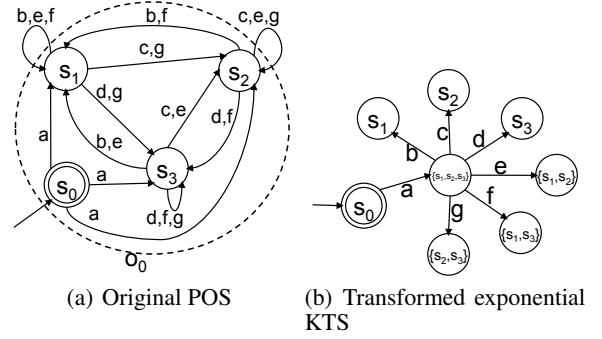 b,e,f
b,f
c,e,g
s1
c,g
s2
d,g
c,e
d,f
b,e
a
s3
s0
a
d,f,g
a
o0
s2
s1
s3
c
b
d
{s1,s2,s3}
e
{s1,s2}
a
s0
g
f
{s1,s3}
{s2,s3}
(a) Original POS
(b) Transformed exponential
KTS